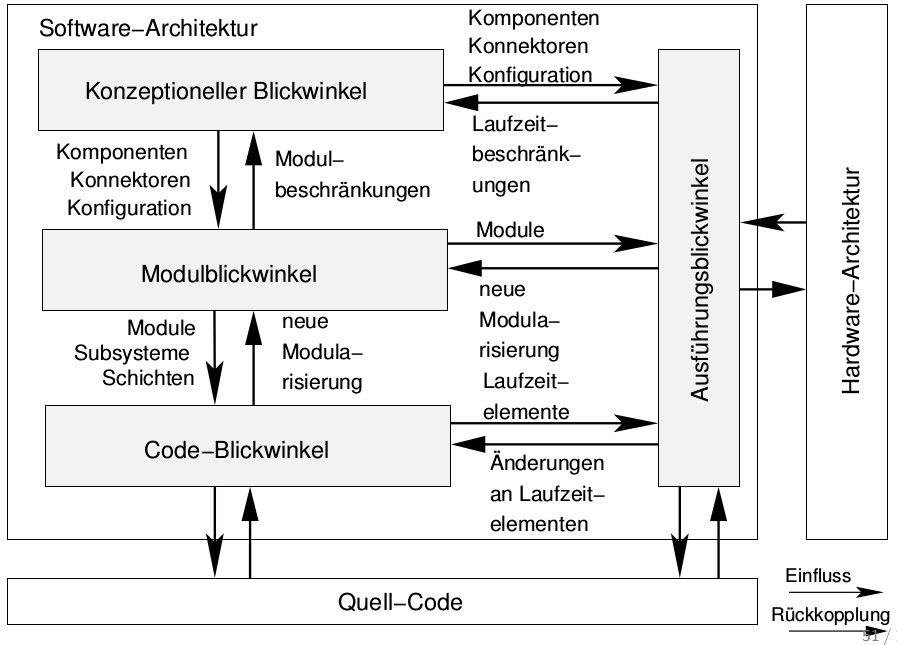 Software–Architektur
Komponenten
Konnektoren
Konfiguration
Konzeptioneller Blickwinkel
Laufzeit–
beschränk–
ungen
Komponenten
Konnektoren
Konfiguration
Modul–
beschränkungen
Module
Modulblickwinkel
neue
Modula–
risierung
Module
Subsysteme
Schichten
neue
Modula–
risierung
Laufzeit–
elemente
Code–Blickwinkel
Änderungen
an Laufzeit–
elementen
Ausführungsblickwinkel
Hardware–Architektur
Quell–Code
Einfluss
Rückkopplung
51 /